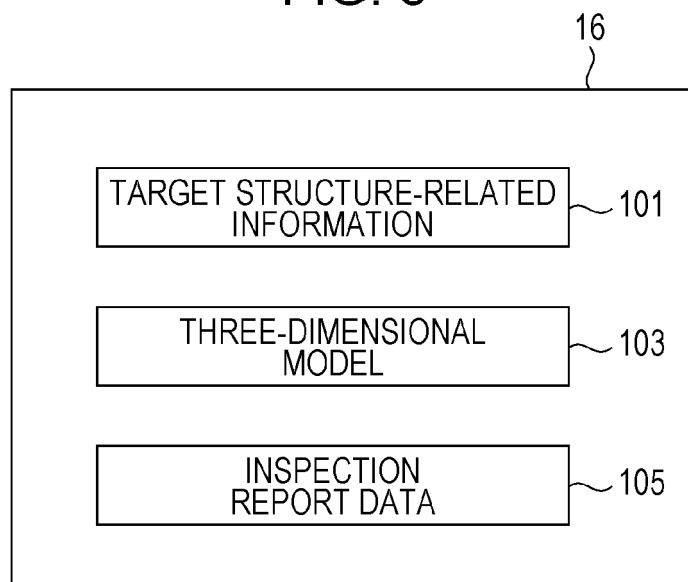 16
TARGET STRUCTURE-RELATED
INFORMATION
101
THREE-DIMENSIONAL
MODEL
103
INSPECTION
REPORT DATA
105